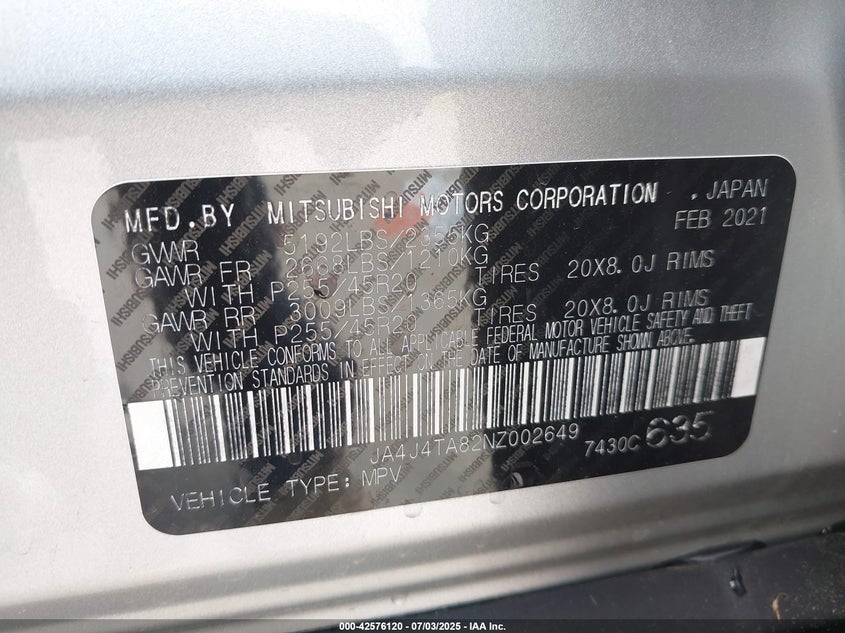 MFD.BY MITSUBISHI MOTORS CORPORATION . JAPAN
FEB 2021
GVWR 5192LBS/2355KG
GAWR FR 2668LBS/1210KG
WITH P255/45R20 TIRES 20X8.0J RIMS
GAWR RR 3009LBS/1365KG
WITH P255/45R20 TIRES 20X8.0J RIMS
THIS VEHICLE CONFORMS TO ALL APPLICABLE FEDERAL MOTOR VEHICLE SAFETY AND THEFT
PREVENTION STANDARDS IN EFFECT ON THE DATE OF MANUFACTURE SHOWN ABOVE.
JA4J4TA82NZ002649 7430C 635
VEHICLE TYPE: MPV
000-42576120 - 07/03/2025 - IAA Inc.